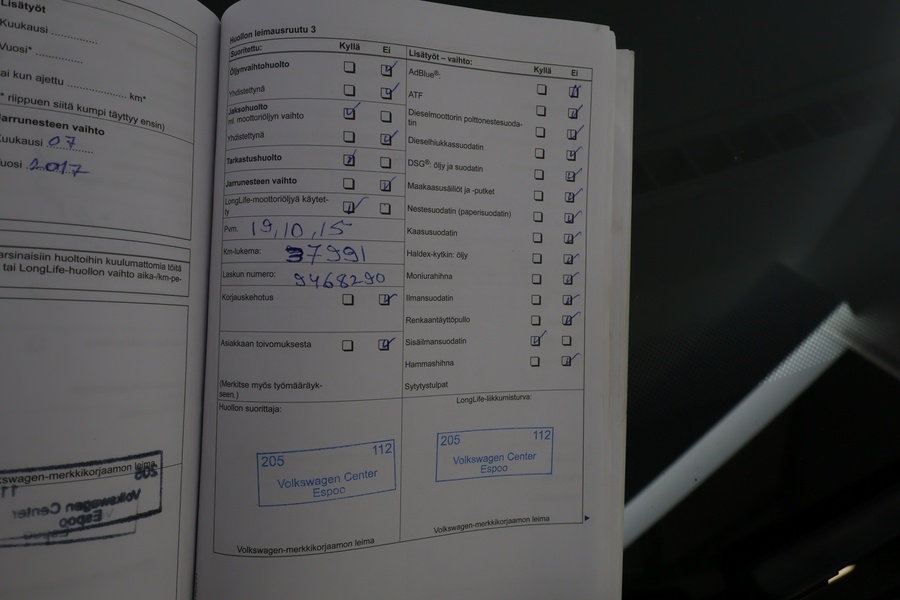 Lisätyöt
Kuukausi ..............
Vuosi* ..............
ai kun ajettu .................. km*
* riippuen siitä kumpi täyttyy ensin)
Jarrunesteen vaihto
Kuukausi 07
uosi 2017
arsinaisiin huoltoihin kuulumattomia töitä
tai LongLife-huollon vaihto aika-/km-pe-
swagen-merkkikorjaamon leima
205
11
Volkswagen Center
Espoo
Huollon leimausruutu 3
Suoritettu: Kyllä Ei
Öljynvaihtohuolto
Yhdistettynä
Jaksohuolto
ml. moottoriöljyn vaihto
Yhdistettynä
Tarkastushuolto
Jarrunesteen vaihto
LongLife-moottoriöljyä käytet-
ty
Pvm. 19,10,15
Km-lukema: 37991
Laskun numero: 9468290
Korjauskehotus
Asiakkaan toivomuksesta
(Merkitse myös työmääräyk-
seen.)
Huollon suorittaja:
205 112
Volkswagen Center
Espoo
Volkswagen-merkkikorjaamon leima
Lisätyöt – vaihto: Kyllä Ei
AdBlue®:
ATF
Dieselmoottorin polttonestesuoda-
tin
Dieselhiukkassuodatin
DSG®: öljy ja suodatin
Maakaasusäiliöt ja -putket
Nestesuodatin (paperisuodatin)
Kaasusuodatin
Haldex-kytkin: öljy
Moniurahihna
Ilmansuodatin
Renkaantäyttöpullo
Sisäilmansuodatin
Hammashihna
Sytytystulpat
LongLife-liikkumisturva:
205 112
Volkswagen Center
Espoo
Volkswagen-merkkikorjaamon leima